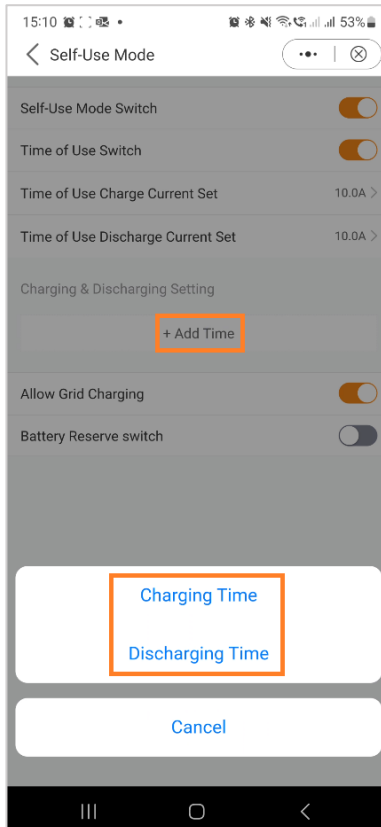 15:10 53%
Self-Use Mode
Self-Use Mode Switch
Time of Use Switch
Time of Use Charge Current Set 10.0A >
Time of Use Discharge Current Set 10.0A >
Charging & Discharging Setting
+ Add Time
Allow Grid Charging
Battery Reserve switch
Charging Time
Discharging Time
Cancel